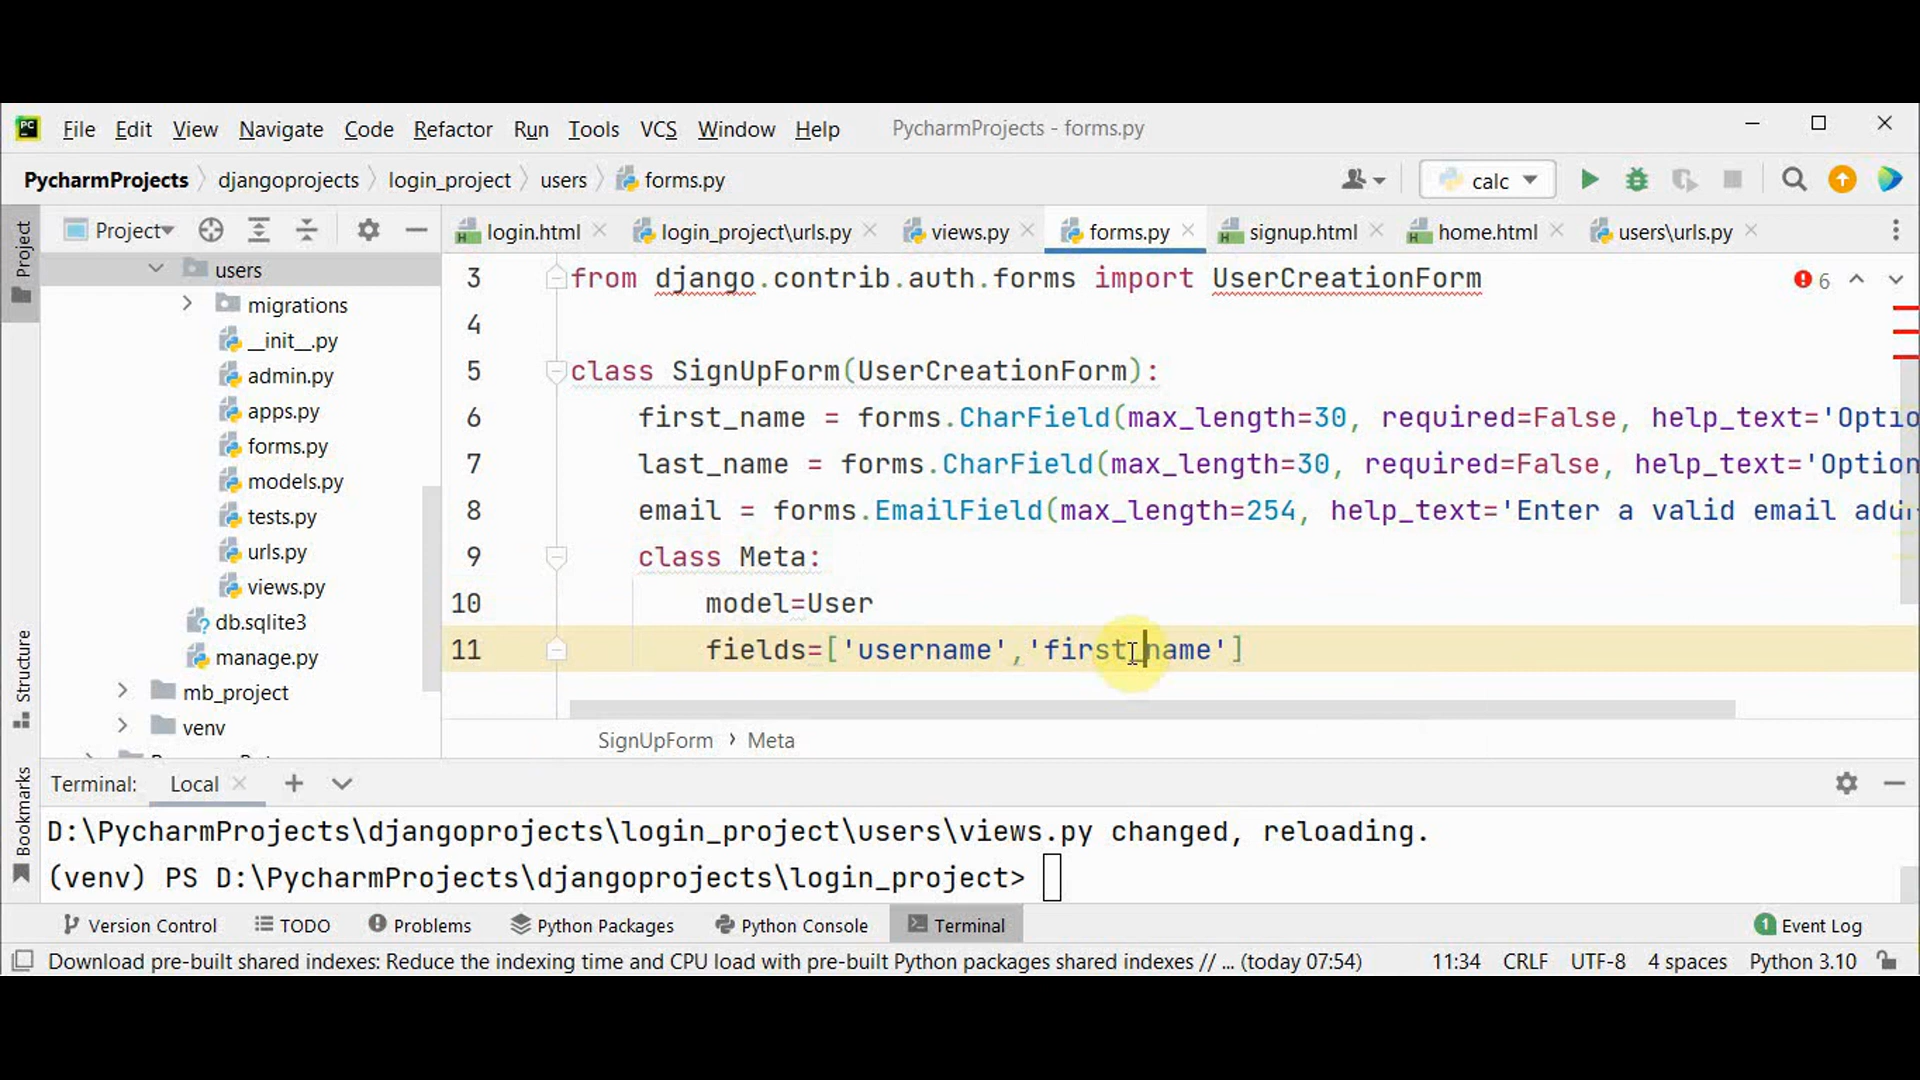 PC File Edit View Navigate Code Refactor Run Tools VCS Window Help PycharmProjects - forms.py
PycharmProjects djangoprojects login_project users forms.py calc
Project
login.html login_project\urls.py views.py forms.py signup.html home.html users\urls.py
Project
users
migrations
__init__.py
admin.py
apps.py
forms.py
models.py
tests.py
urls.py
views.py
db.sqlite3
manage.py
mb_project
venv
3 from django.contrib.auth.forms import UserCreationForm
6
4
5 class SignUpForm(UserCreationForm):
6 first_name = forms.CharField(max_length=30, required=False, help_text='Optio
7 last_name = forms.CharField(max_length=30, required=False, help_text='Option
8 email = forms.EmailField(max_length=254, help_text='Enter a valid email
9 class Meta:
10 model=User
11 fields=['username','first_name']
SignUpForm › Meta
Structure
Bookmarks
Terminal: Local
D:\PycharmProjects\djangoprojects\login_project\users\views.py changed, reloading.
(venv) PS D:\PycharmProjects\djangoprojects\login_project>
Version Control TODO Problems Python Packages Python Console Terminal 1 Event Log
Download pre-built shared indexes: Reduce the indexing time and CPU load with pre-built Python packages shared indexes // ... (today 07:54) 11:34 CRLF UTF-8 4 spaces Python 3.10